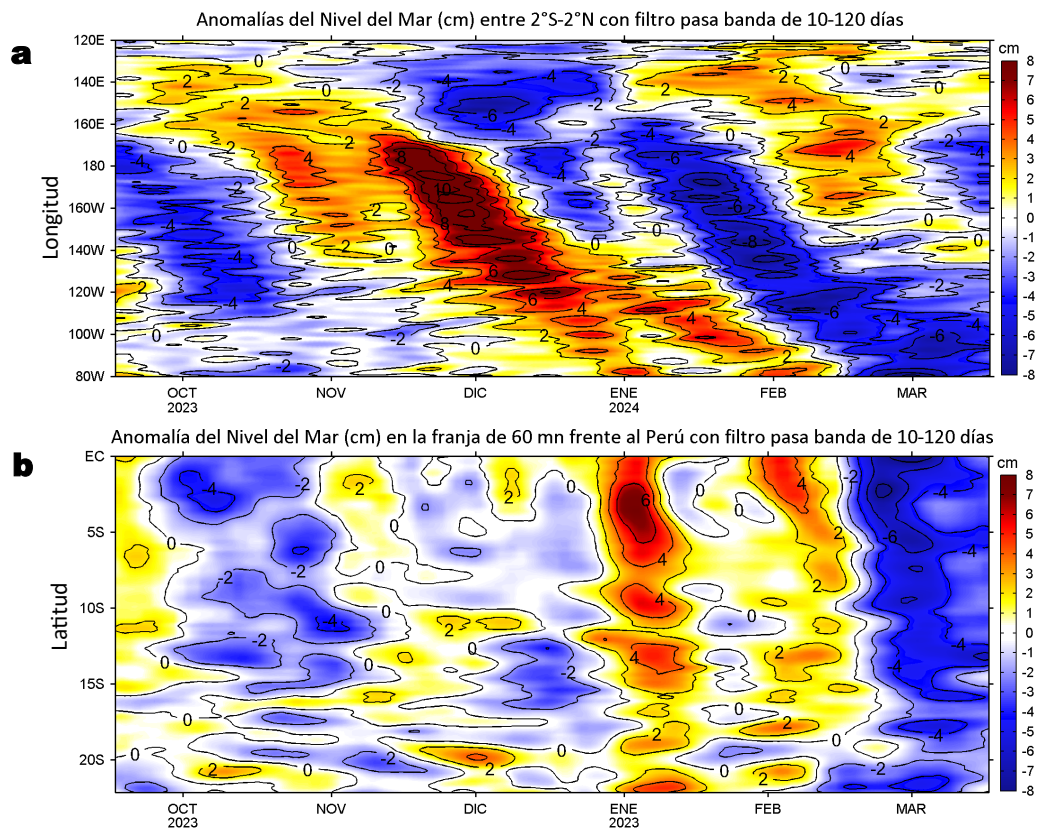 Anomalías del Nivel del Mar (cm) entre 2°S-2°N con filtro pasa banda de 10-120 días
a
cm
120E
140E
160E
180
160W
140W
120W
100W
80W
Longitud
8
7
6
5
4
3
2
1
0
-1
-2
-3
-4
-5
-6
-7
-8
OCT
2023
NOV
DIC
ENE
2024
FEB
MAR
Anomalía del Nivel del Mar (cm) en la franja de 60 mn frente al Perú con filtro pasa banda de 10-120 días
b
cm
EC
5S
10S
15S
20S
Latitud
8
7
6
5
4
3
2
1
0
-1
-2
-3
-4
-5
-6
-7
-8
OCT
2023
NOV
DIC
ENE
2023
FEB
MAR